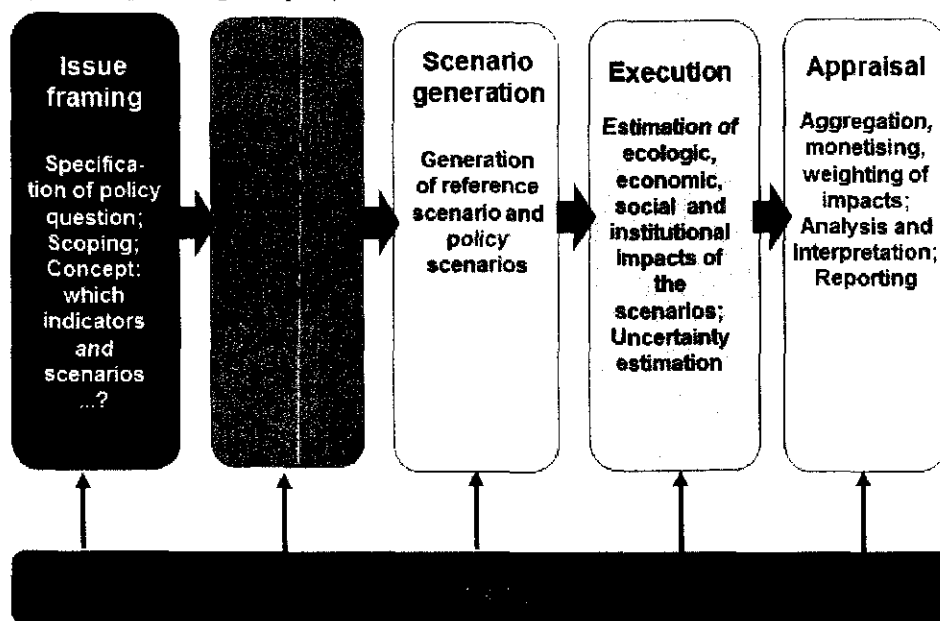 Issue
framing
Specifica-
tion of policy
question;
Scoping;
Concept:
which
indicators
and
scenarios
...?
Scenario
generation
Generation
of reference
scenario and
policy
scenarios
Execution
Estimation of
ecologic,
economic,
social and
institutional
impacts of
the
scenarios;
Uncertainty
estimation
Appraisal
Aggregation,
monetising,
weighting of
impacts;
Analysis and
Interpretation;
Reporting